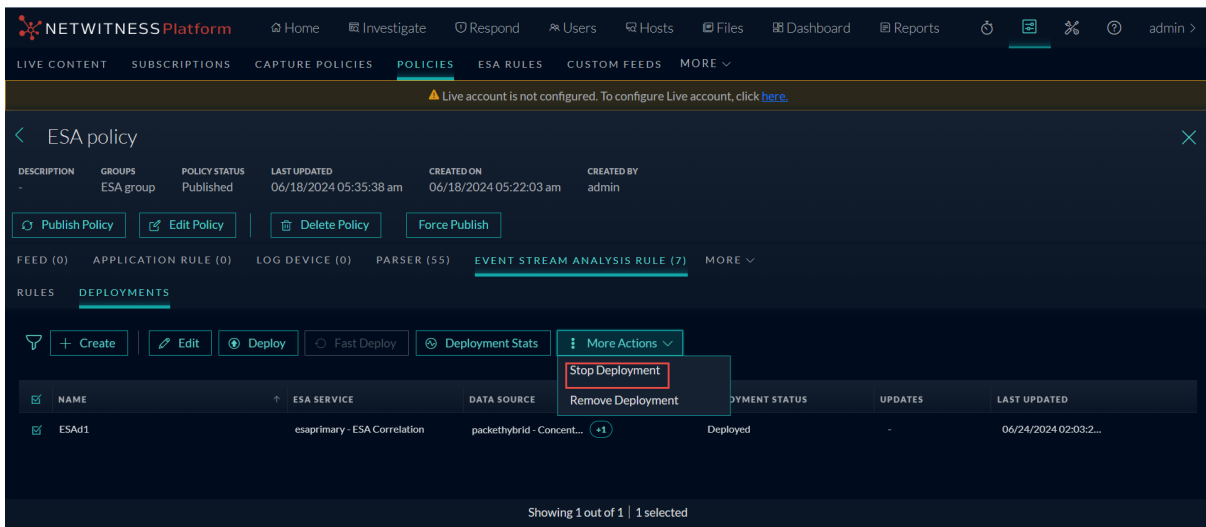 NETWITNESS Platform Home Investigate Respond Users Hosts Files Dashboard Reports admin >
LIVE CONTENT SUBSCRIPTIONS CAPTURE POLICIES POLICIES ESA RULES CUSTOM FEEDS MORE
Live account is not configured. To configure Live account, click here.
ESA policy
DESCRIPTION GROUPS POLICY STATUS LAST UPDATED CREATED ON CREATED BY
- ESA group Published 06/18/2024 05:35:38 am 06/18/2024 05:22:03 am admin
Publish Policy Edit Policy Delete Policy Force Publish
FEED (0) APPLICATION RULE (0) LOG DEVICE (0) PARSER (55) EVENT STREAM ANALYSIS RULE (7) MORE
RULES DEPLOYMENTS
+ Create Edit Deploy Fast Deploy Deployment Stats More Actions
Stop Deployment
Remove Deployment
NAME ESA SERVICE DATA SOURCE OYMENT STATUS UPDATES LAST UPDATED
ESAd1 esaprimary - ESA Correlation packethybrid - Concent... +1 Deployed - 06/24/2024 02:03:2...
Showing 1 out of 1 | 1 selected